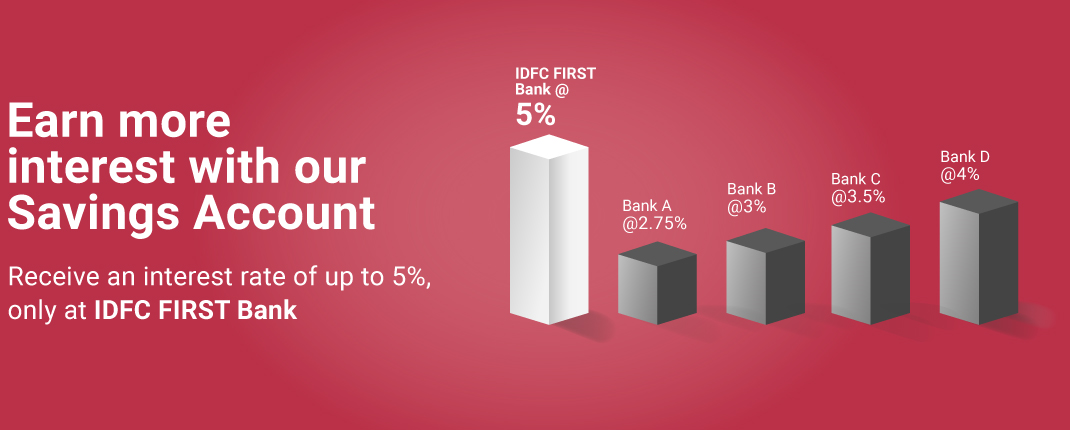 Earn more
interest with our
Savings Account
Receive an interest rate of up to 5%,
only at IDFC FIRST Bank
IDFC FIRST
Bank @
5%
Bank A
@2.75%
Bank B
@3%
Bank C
@3.5%
Bank D
@4%